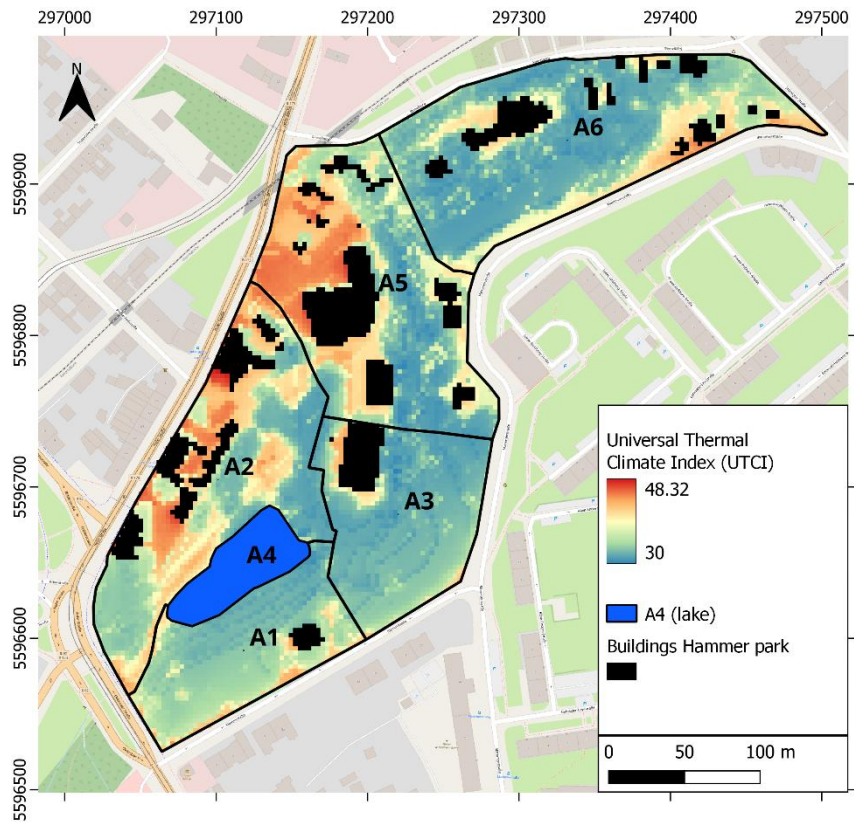 297000 297100 297200 297300 297400 297500
N
5596900
5596800
5596700
5596600
5596500
A6
A5
A2
A3
A4
A1
Universal Thermal
Climate Index (UTCI)
48.32
30
A4 (lake)
Buildings Hammer park
0 50 100 m